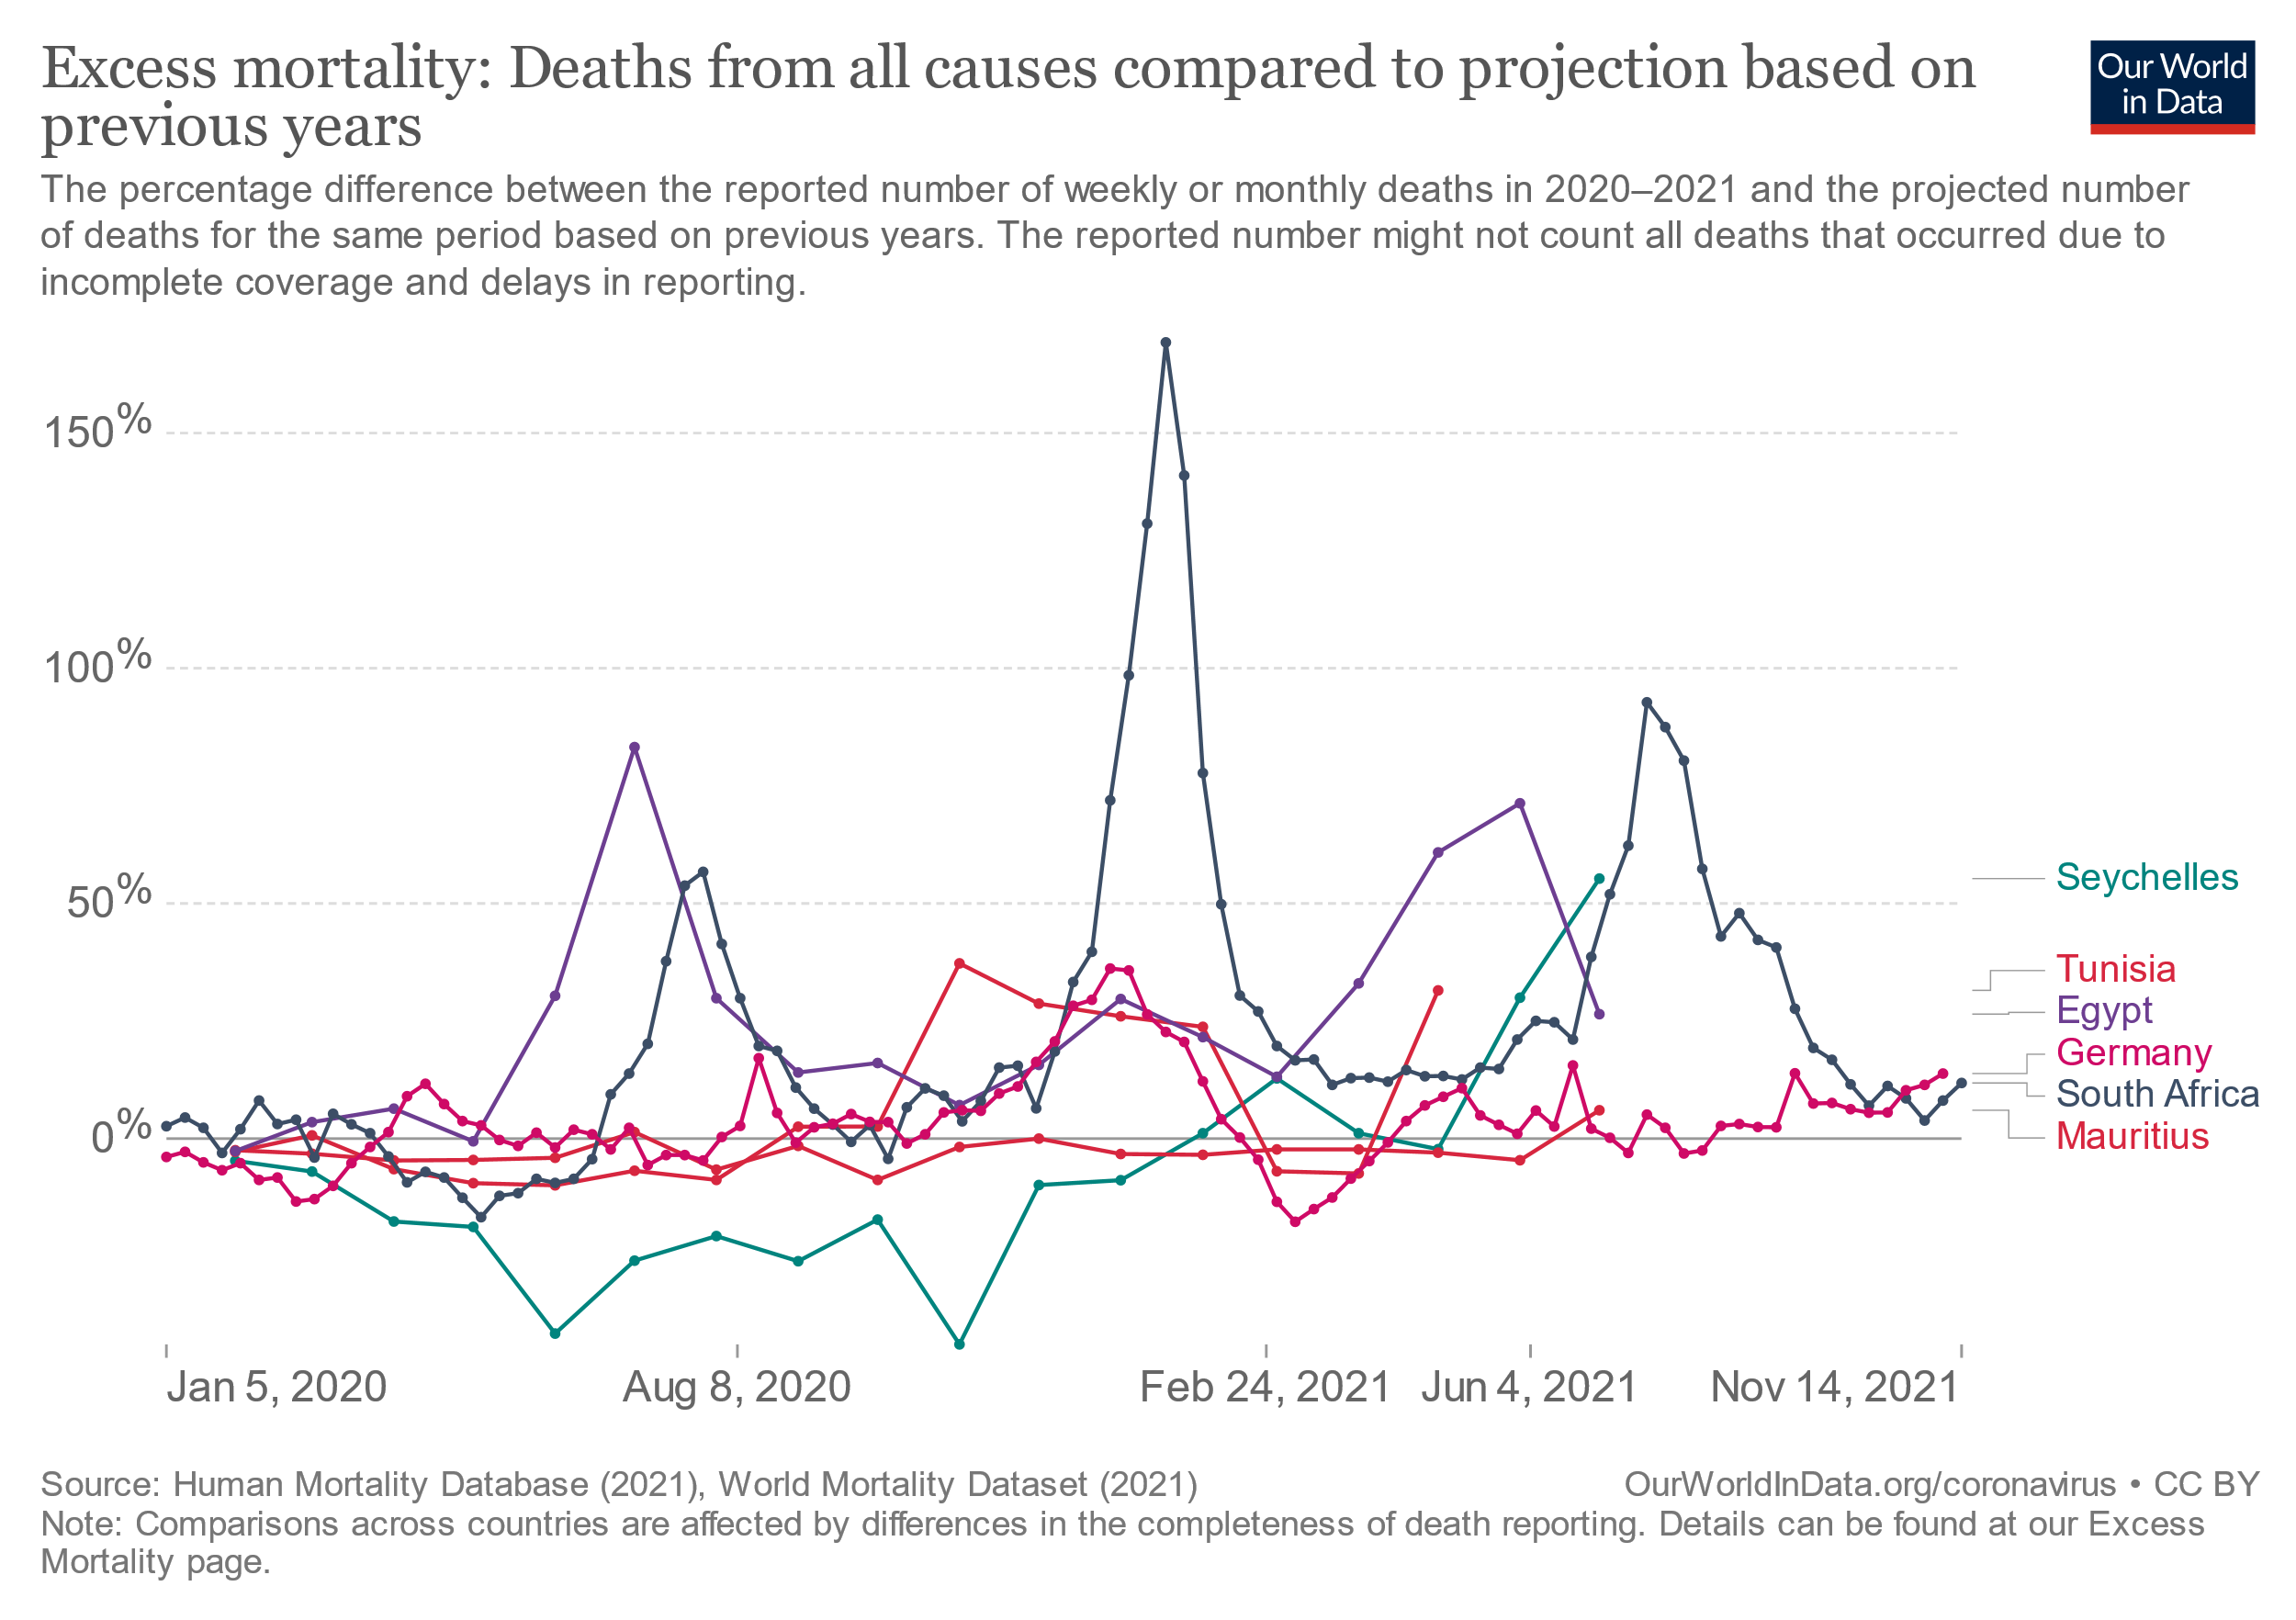 Excess mortality: Deaths from all causes compared to projection based on
previous years
Our World
in Data
The percentage difference between the reported number of weekly or monthly deaths in 2020–2021 and the projected number
of deaths for the same period based on previous years. The reported number might not count all deaths that occurred due to
incomplete coverage and delays in reporting.
150%
100%
50%
0%
Seychelles
Tunisia
Egypt
Germany
South Africa
Mauritius
Jan 5, 2020
Aug 8, 2020
Feb 24, 2021
Jun 4, 2021
Nov 14, 2021
Source: Human Mortality Database (2021), World Mortality Dataset (2021)
OurWorldInData.org/coronavirus • CC BY
Note: Comparisons across countries are affected by differences in the completeness of death reporting. Details can be found at our Excess
Mortality page.